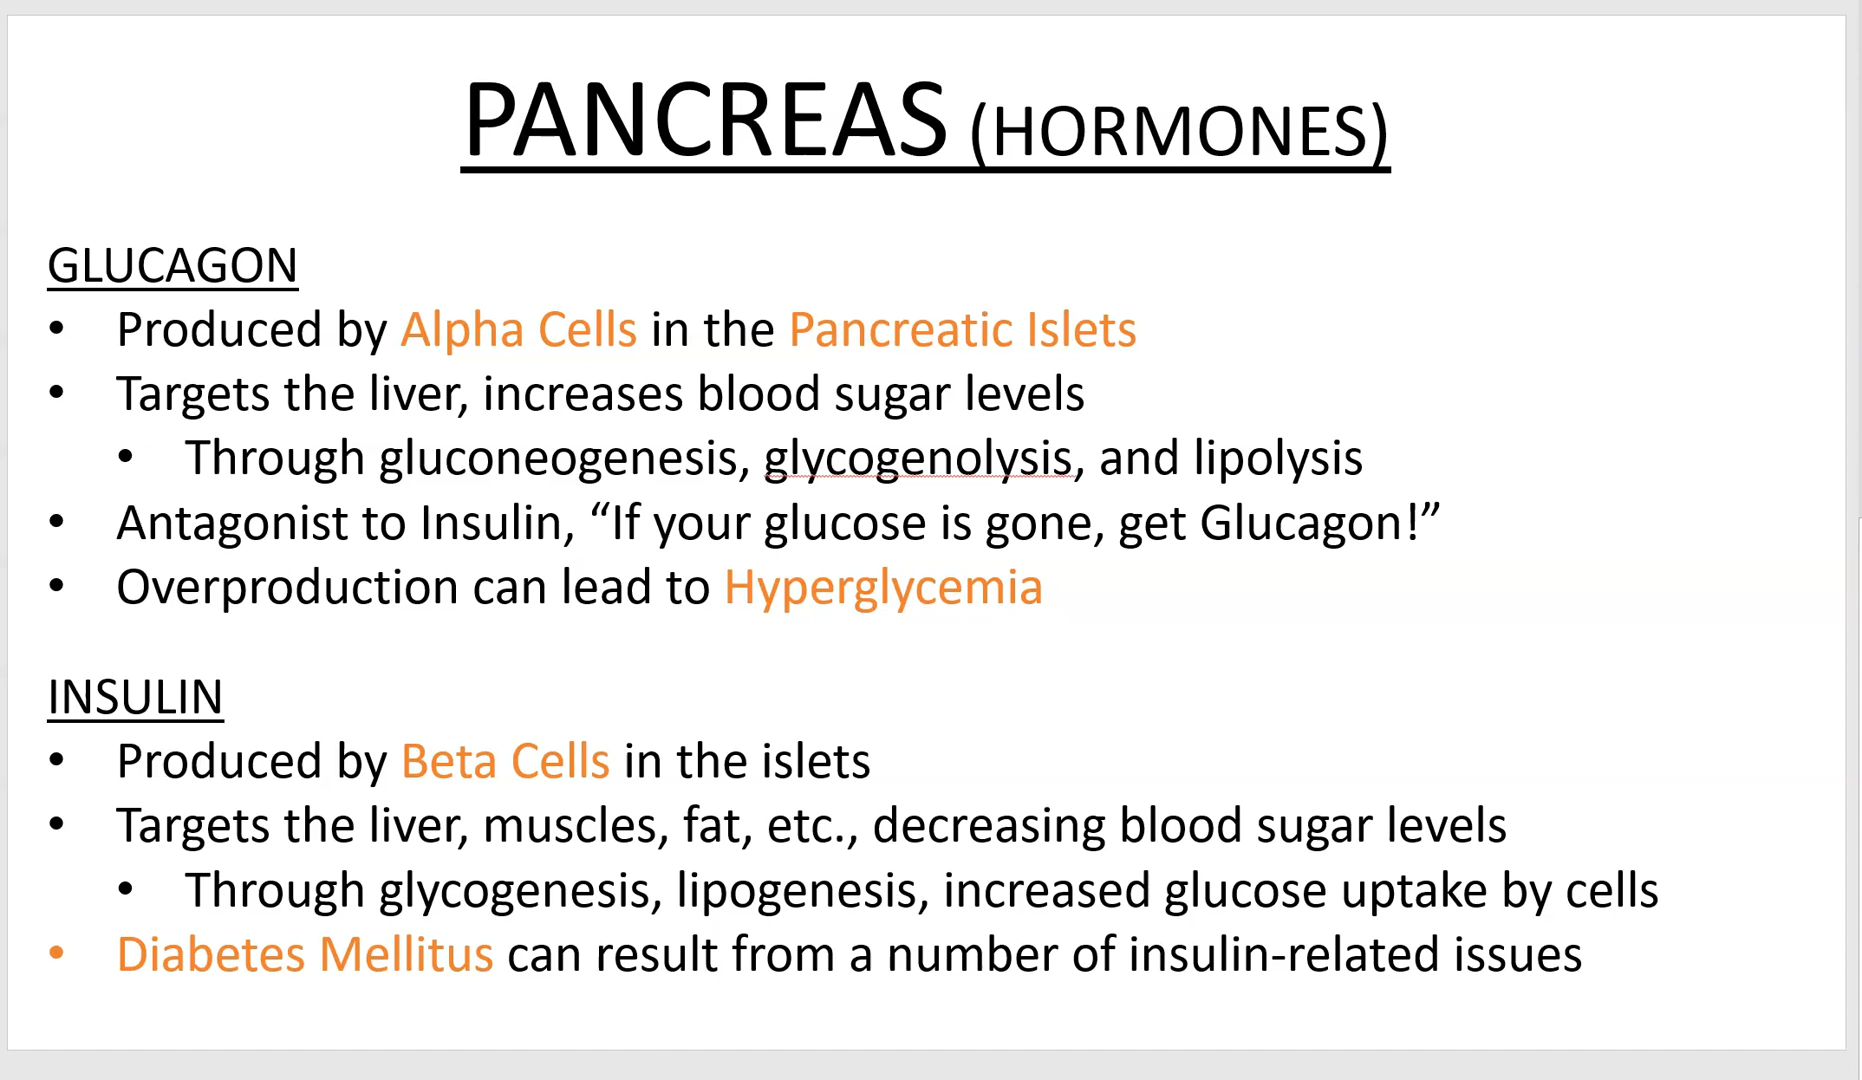 PANCREAS (HORMONES)
GLUCAGON
• Produced by Alpha Cells in the Pancreatic Islets
• Targets the liver, increases blood sugar levels
• Through gluconeogenesis, glycogenolysis, and lipolysis
• Antagonist to Insulin, “If your glucose is gone, get Glucagon!”
• Overproduction can lead to Hyperglycemia
INSULIN
• Produced by Beta Cells in the islets
• Targets the liver, muscles, fat, etc., decreasing blood sugar levels
• Through glycogenesis, lipogenesis, increased glucose uptake by cells
• Diabetes Mellitus can result from a number of insulin-related issues